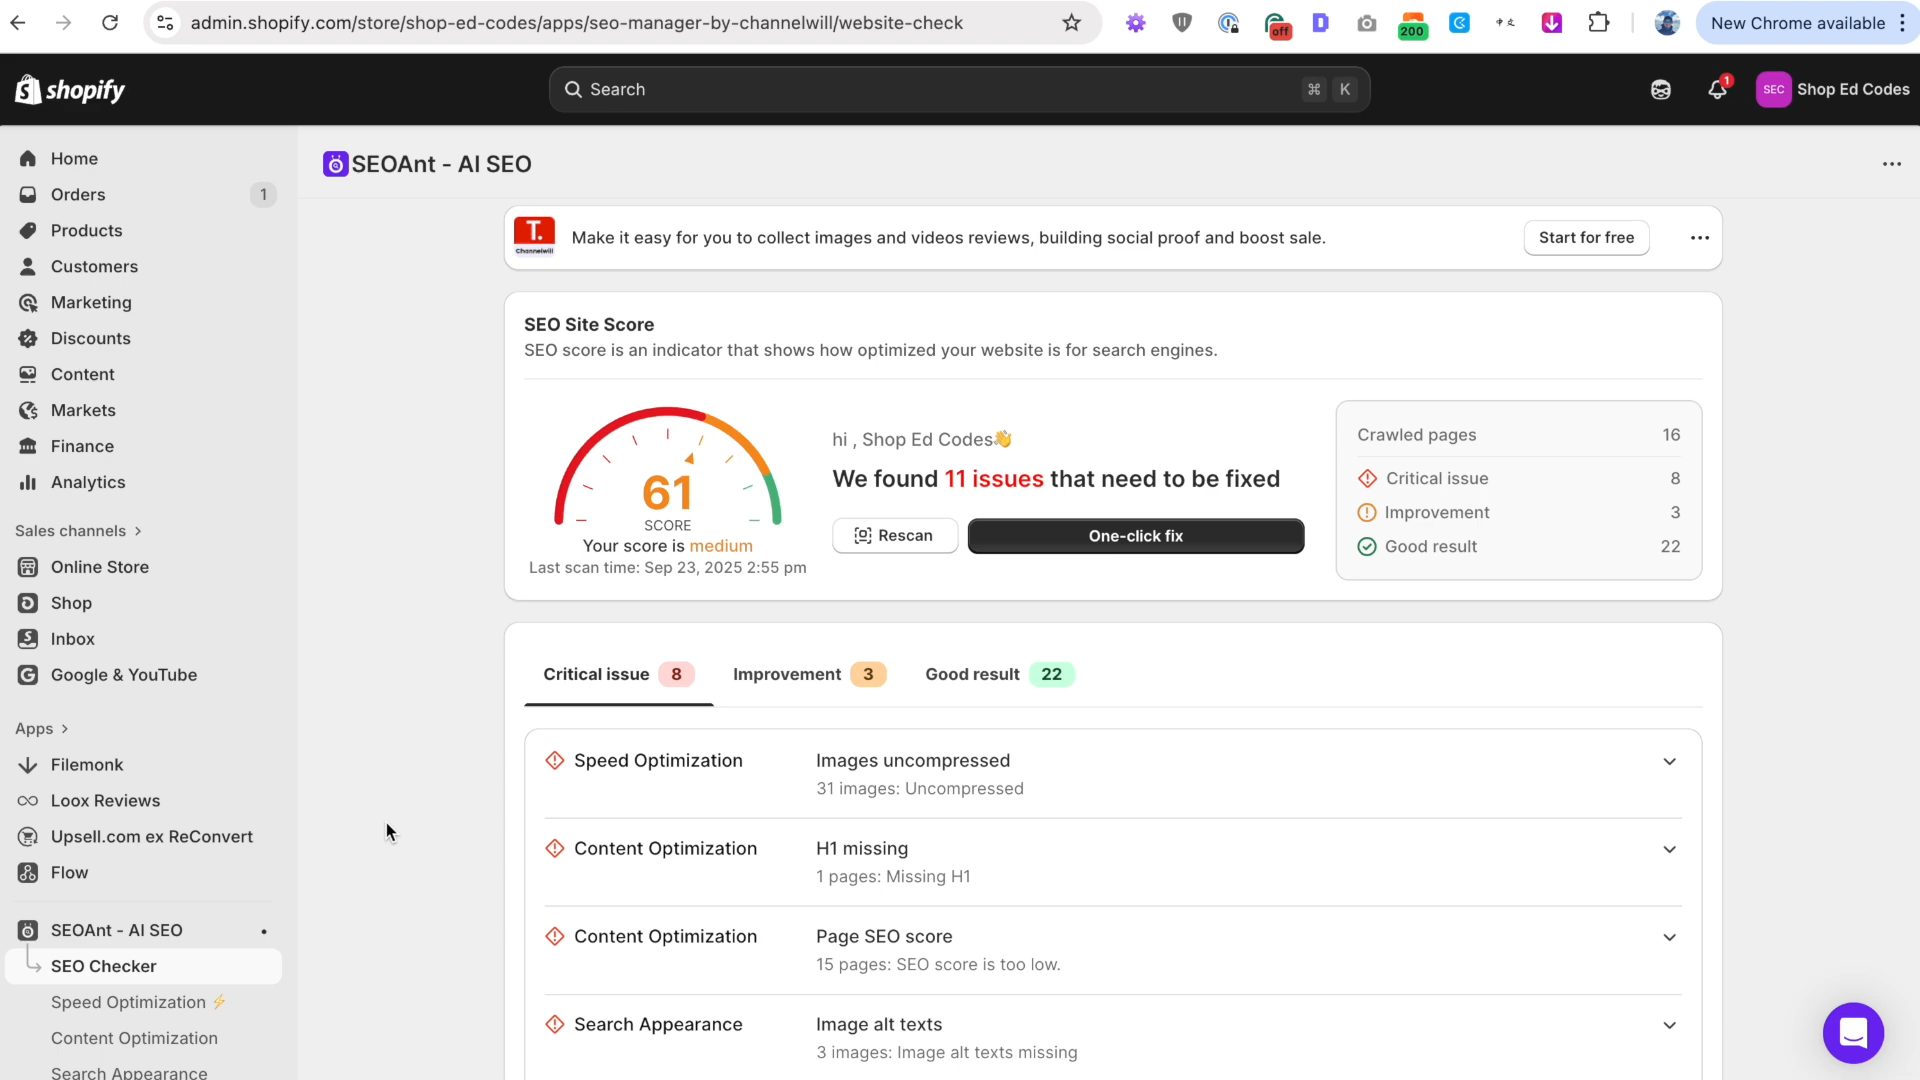 admin.shopify.com/store/shop-ed-codes/apps/seo-manager-by-channelwill/website-check
off
200
New Chrome available
shopify
Search
⌘ K
1
SEC
Shop Ed Codes
Home
Orders 1
Products
Customers
Marketing
Discounts
Content
Markets
Finance
Analytics
Sales channels
Online Store
Shop
Inbox
Google & YouTube
Apps
Filemonk
Loox Reviews
Upsell.com ex ReConvert
Flow
SEOAnt - AI SEO
SEO Checker
Speed Optimization ⚡
Content Optimization
Search Appearance
SEOAnt - AI SEO
T.
Channelwill
Make it easy for you to collect images and videos reviews, building social proof and boost sale.
Start for free
SEO Site Score
SEO score is an indicator that shows how optimized your website is for search engines.
61
SCORE
Your score is medium
Last scan time: Sep 23, 2025 2:55 pm
hi , Shop Ed Codes👋
We found 11 issues that need to be fixed
Rescan
One-click fix
Crawled pages 16
Critical issue 8
Improvement 3
Good result 22
Critical issue 8
Improvement 3
Good result 22
Speed Optimization
Images uncompressed
31 images: Uncompressed
Content Optimization
H1 missing
1 pages: Missing H1
Content Optimization
Page SEO score
15 pages: SEO score is too low.
Search Appearance
Image alt texts
3 images: Image alt texts missing